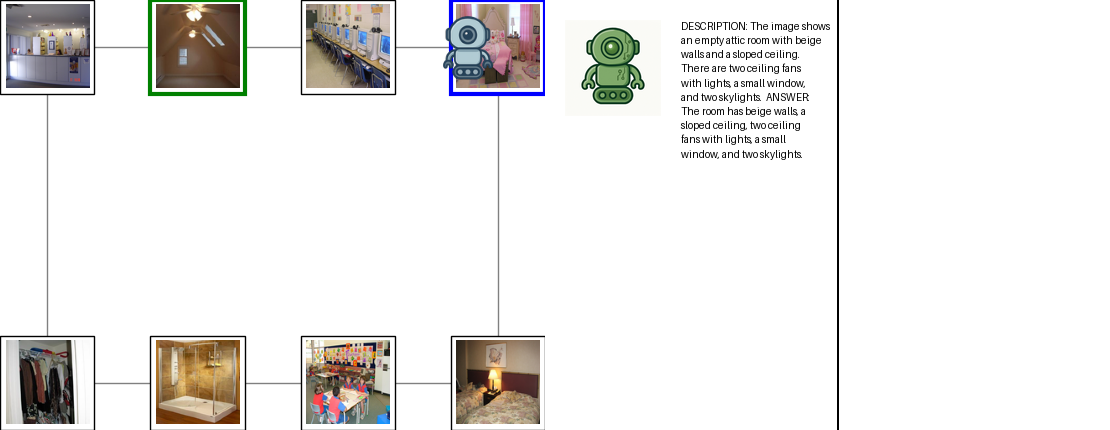 DESCRIPTION: The image shows
an empty attic room with beige
walls and a sloped ceiling.
There are two ceiling fans
with lights, a small window,
and two skylights. ANSWER:
The room has beige walls, a
sloped ceiling, two ceiling
fans with lights, a small
window, and two skylights.